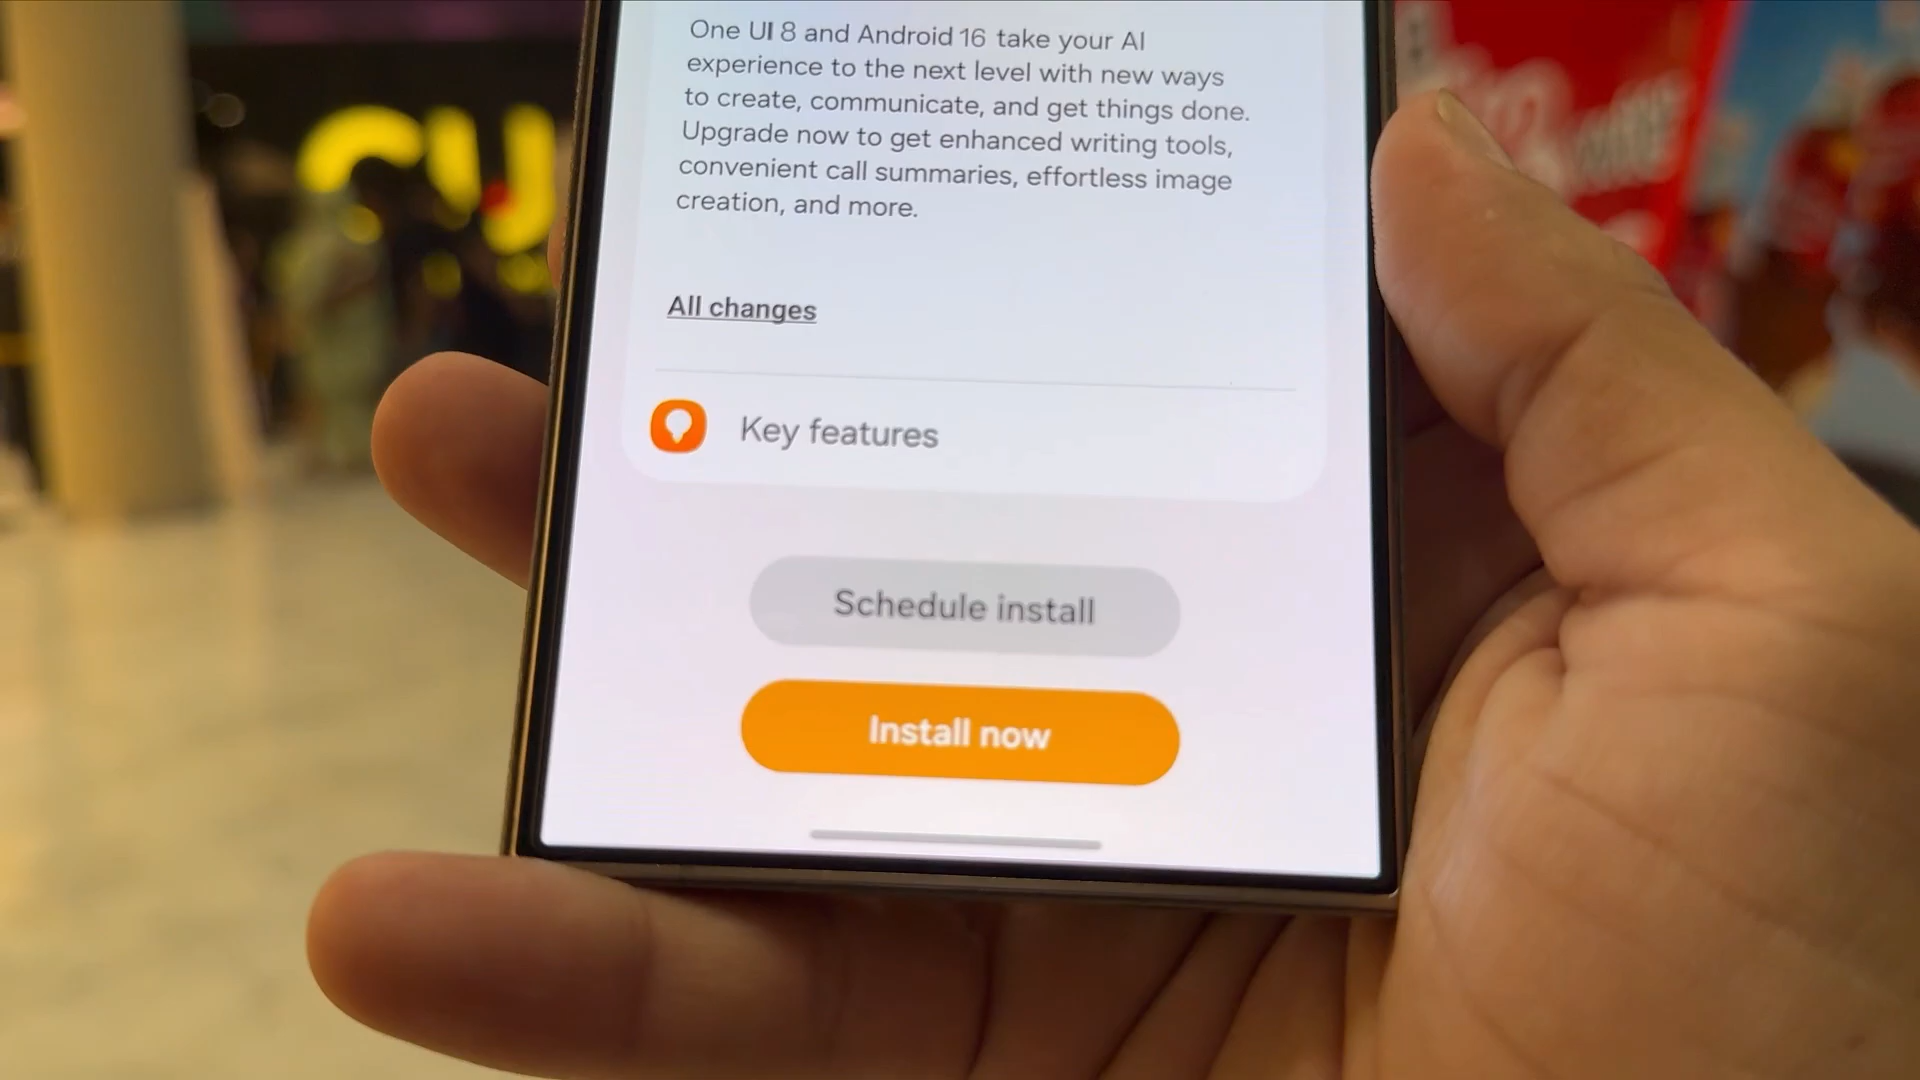 One UI 8 and Android 16 take your AI
experience to the next level with new ways
to create, communicate, and get things done.
Upgrade now to get enhanced writing tools,
convenient call summaries, effortless image
creation, and more.
All changes
Key features
Schedule install
Install now